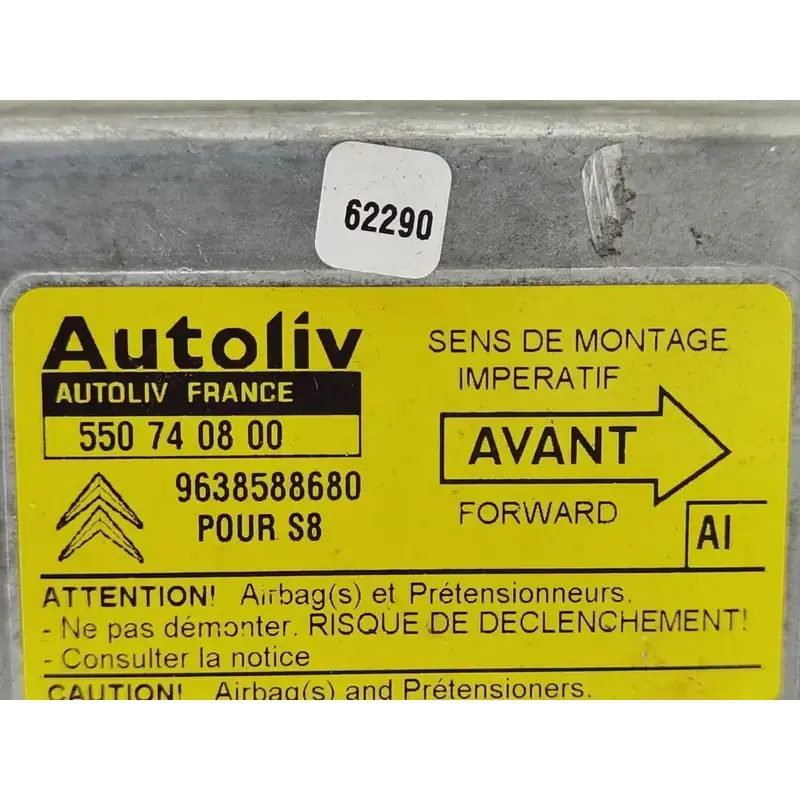 62290
Autoliv
AUTOLIV FRANCE
550 74 08 00
9638588680
POUR S8
SENS DE MONTAGE
IMPERATIF
AVANT
FORWARD
AI
ATTENTION! Airbag(s) et Prétensionneurs.
- Ne pas démonter. RISQUE DE DECLENCHEMENT!
- Consulter la notice
CAUTION! Airbag(s) and Prétensioners.